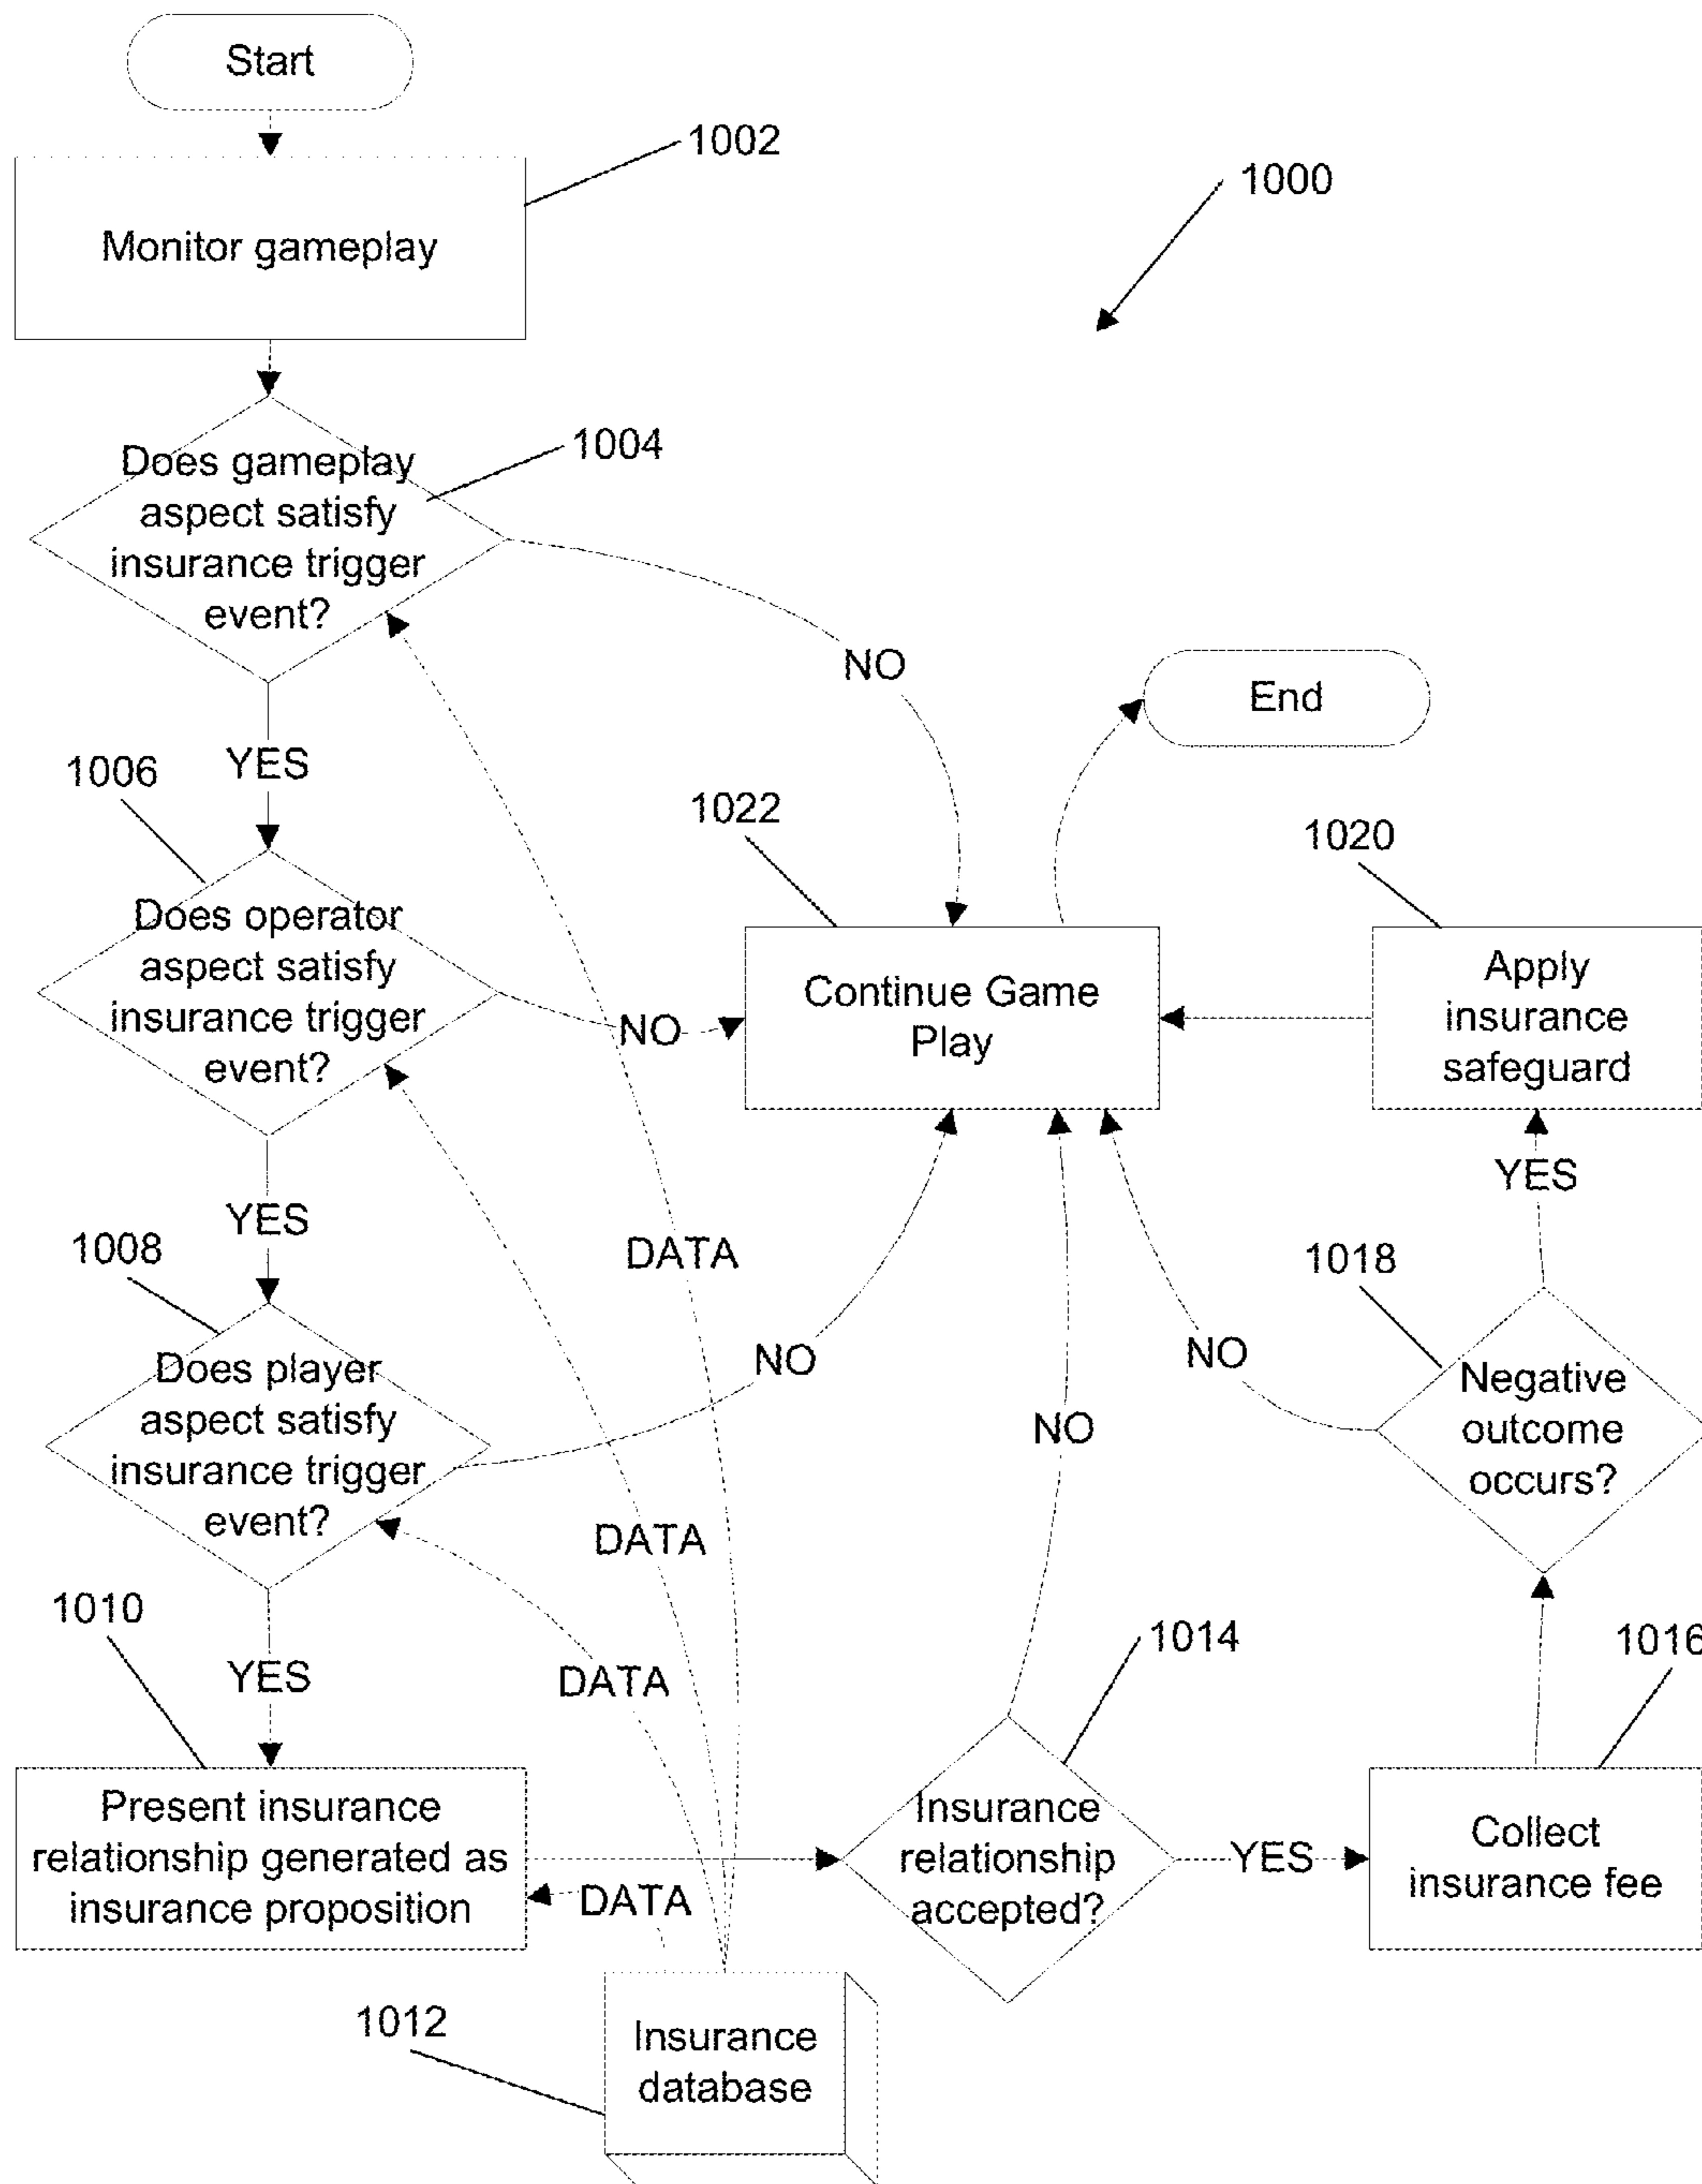 Start
1002
1000
Monitor gameplay
Does gameplay
aspect satisfy
insurance trigger
event?
1004
NO
End
YES
1006
1022
1020
Does operator
aspect satisfy
insurance trigger
event?
NO
Continue Game
Play
Apply
insurance
safeguard
YES
YES
1008
DATA
1018
Does player
aspect satisfy
insurance trigger
event?
NO
NO
NO
Negative
outcome
occurs?
DATA
1010
YES
DATA
1014
1016
Present insurance
relationship generated as
insurance proposition
DATA
Insurance
relationship
accepted?
YES
Collect
insurance fee
1012
Insurance
database